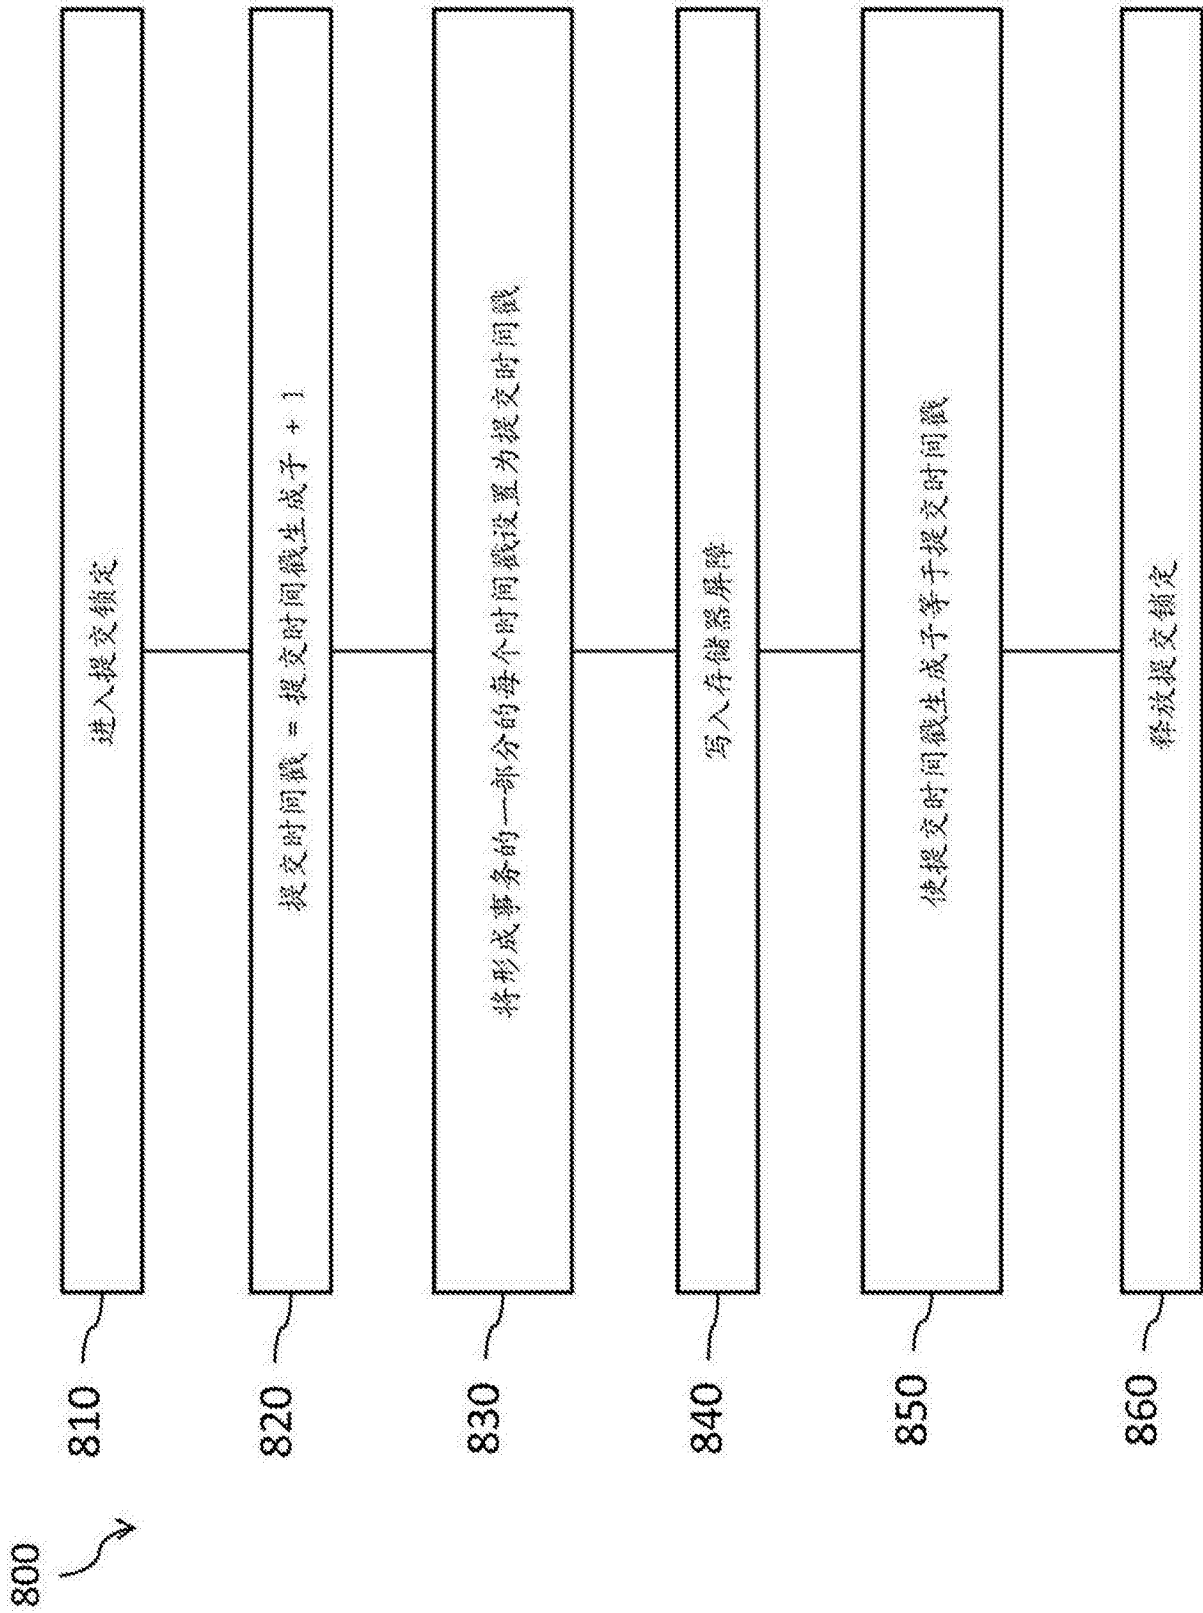 800
810
进入提交锁定
820
提交时间戳 = 提交时间戳生成子 + 1
830
将形成事务的一部分的每个时间戳设置为提交时间戳
840
写入存储器屏障
850
使提交时间戳生成子等于提交时间戳
860
释放提交锁定